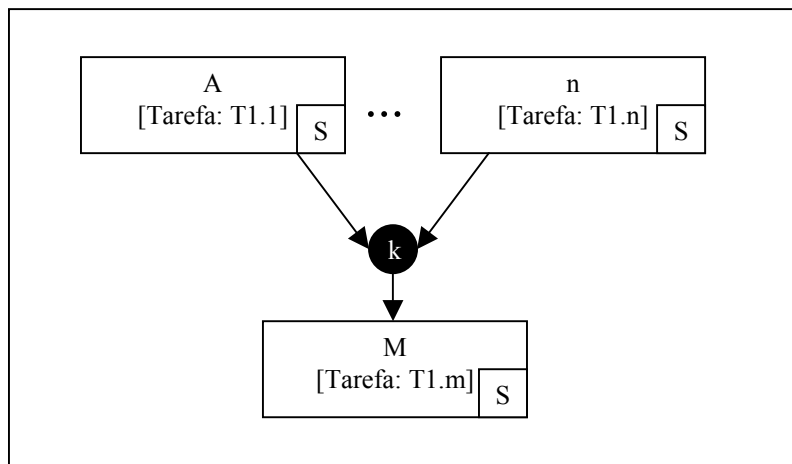 A
[Tarefa: T1.1]
S
...
n
[Tarefa: T1.n]
S
k
M
[Tarefa: T1.m]
S